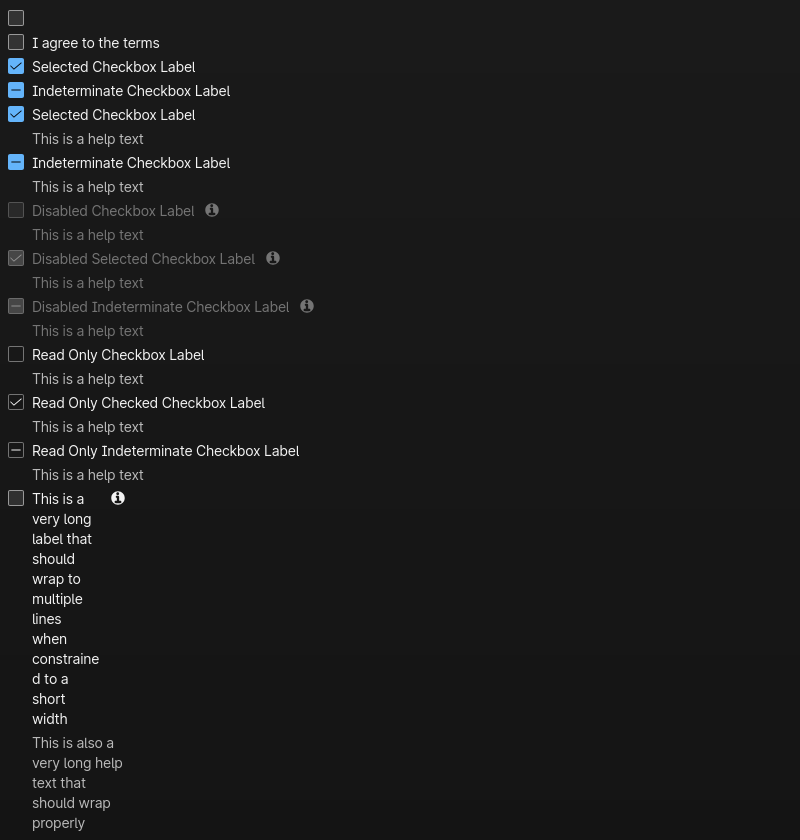 I agree to the terms
Selected Checkbox Label
Indeterminate Checkbox Label
Selected Checkbox Label
This is a help text
Indeterminate Checkbox Label
This is a help text
Disabled Checkbox Label
This is a help text
Disabled Selected Checkbox Label
This is a help text
Disabled Indeterminate Checkbox Label
This is a help text
Read Only Checkbox Label
This is a help text
Read Only Checked Checkbox Label
This is a help text
Read Only Indeterminate Checkbox Label
This is a help text
This is a
very long
label that
should
wrap to
multiple
lines
when
constraine
d to a
short
width
This is also a
very long help
text that
should wrap
properly